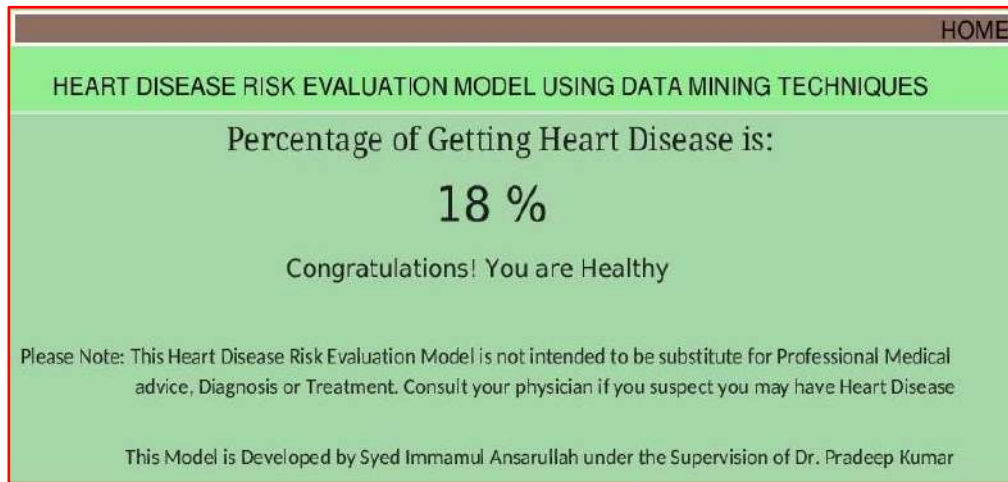 HOME
HEART DISEASE RISK EVALUATION MODEL USING DATA MINING TECHNIQUES
Percentage of Getting Heart Disease is:
18 %
Congratulations! You are Healthy
Please Note: This Heart Disease Risk Evaluation Model is not intended to be substitute for Professional Medical
advice, Diagnosis or Treatment. Consult your physician if you suspect you may have Heart Disease
This Model is Developed by Syed Immamul Ansarullah under the Supervision of Dr. Pradeep Kumar